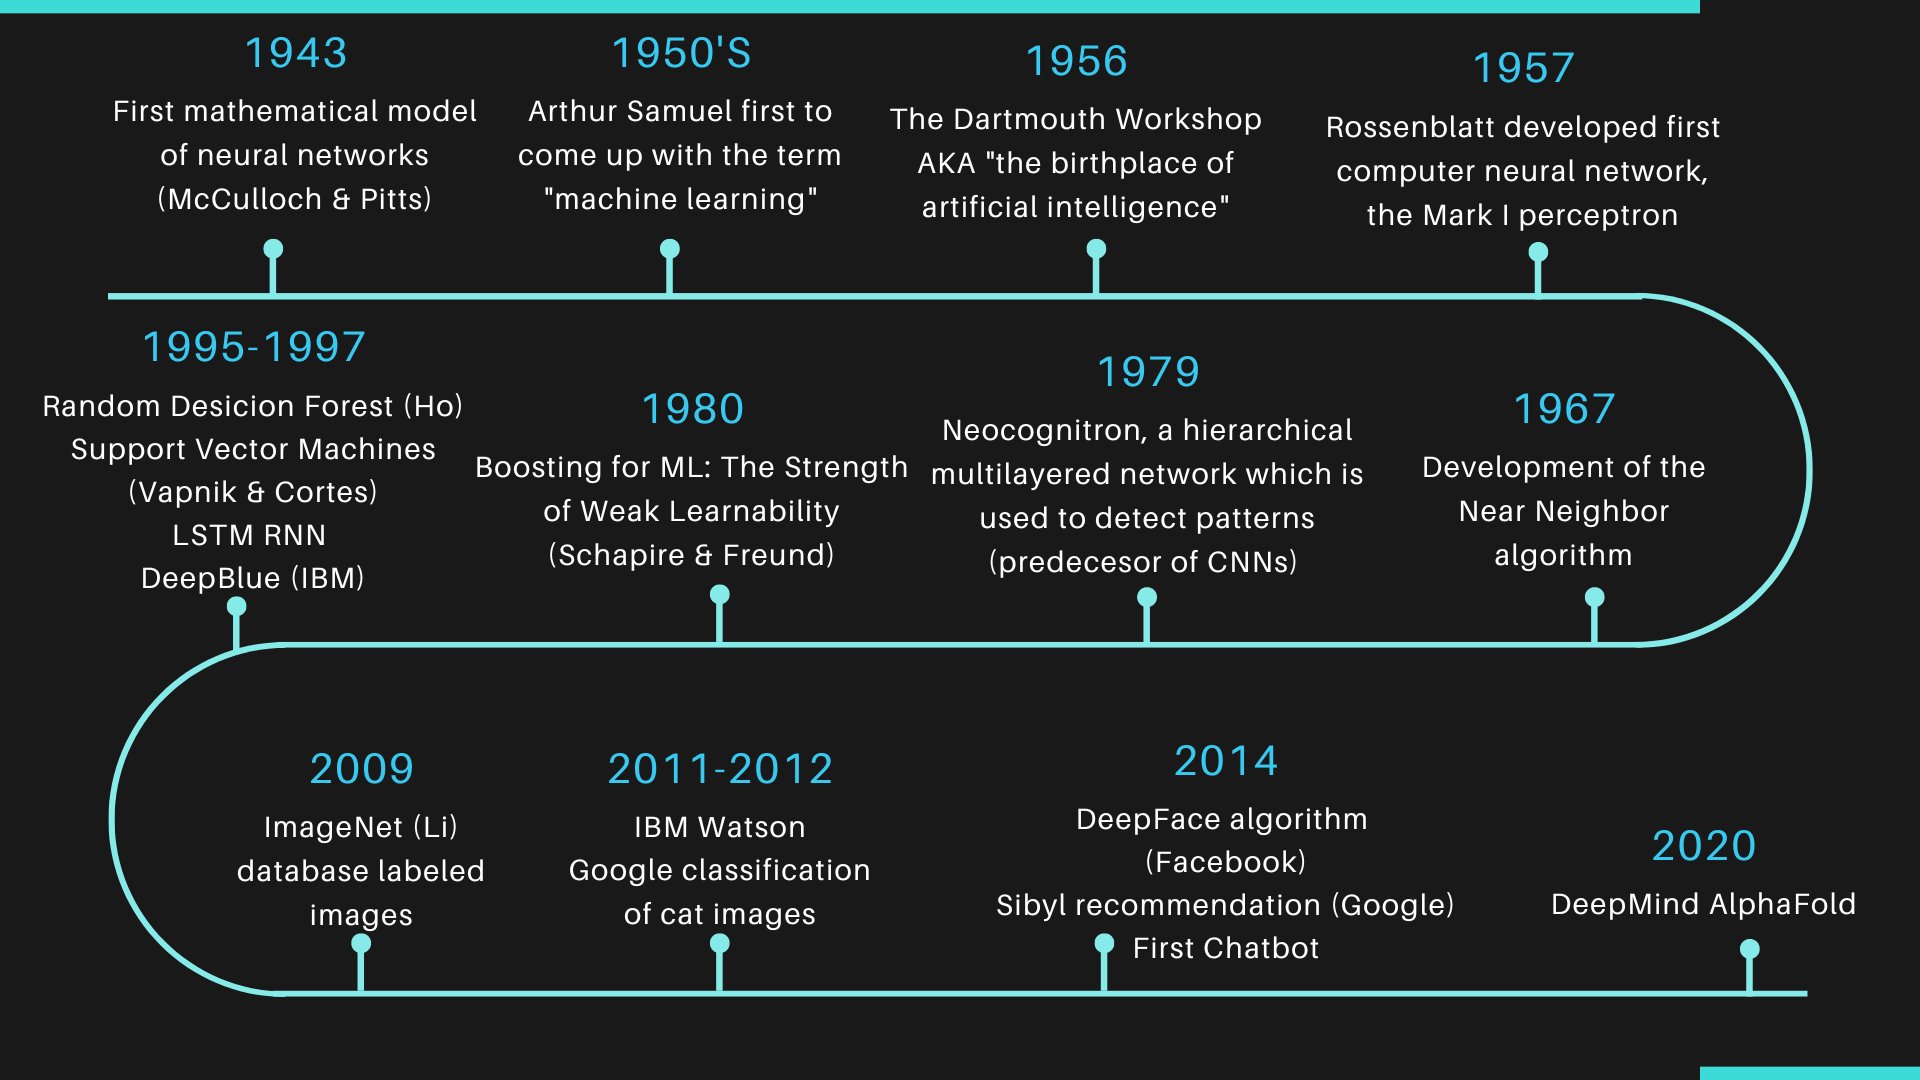 1943
First mathematical model
of neural networks
(McCulloch & Pitts)
1950'S
Arthur Samuel first to
come up with the term
"machine learning"
1956
The Dartmouth Workshop
AKA "the birthplace of
artificial intelligence"
1957
Rossenblatt developed first
computer neural network,
the Mark I perceptron
1967
Development of the
Near Neighbor
algorithm
1979
Neocognitron, a hierarchical
multilayered network which is
used to detect patterns
(predecesor of CNNs)
1980
Boosting for ML: The Strength
of Weak Learnability
(Schapire & Freund)
1995-1997
Random Desicion Forest (Ho)
Support Vector Machines
(Vapnik & Cortes)
LSTM RNN
DeepBlue (IBM)
2009
ImageNet (Li)
database labeled
images
2011-2012
IBM Watson
Google classification
of cat images
2014
DeepFace algorithm
(Facebook)
Sibyl recommendation (Google)
First Chatbot
2020
DeepMind AlphaFold